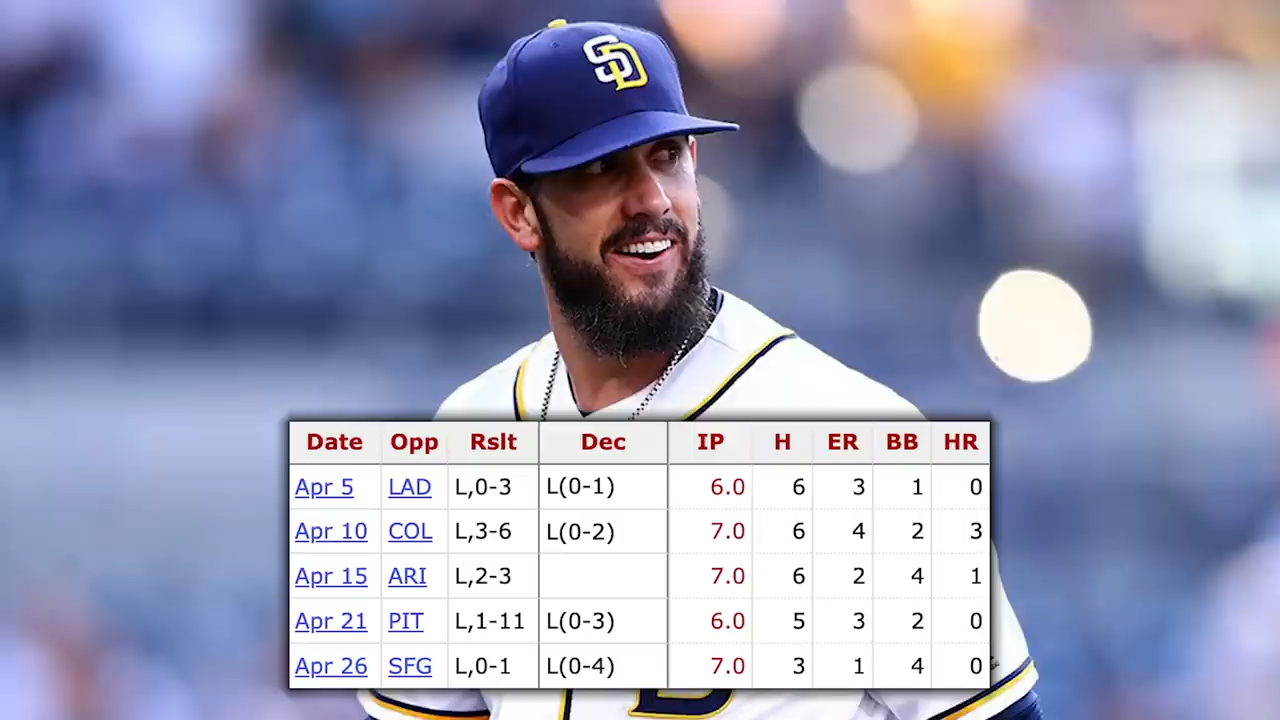 SD
Date Opp Rslt Dec IP H ER BB HR
Apr 5 LAD L,0-3 L(0-1) 6.0 6 3 1 0
Apr 10 COL L,3-6 L(0-2) 7.0 6 4 2 3
Apr 15 ARI L,2-3 7.0 6 2 4 1
Apr 21 PIT L,1-11 L(0-3) 6.0 5 3 2 0
Apr 26 SFG L,0-1 L(0-4) 7.0 3 1 4 0